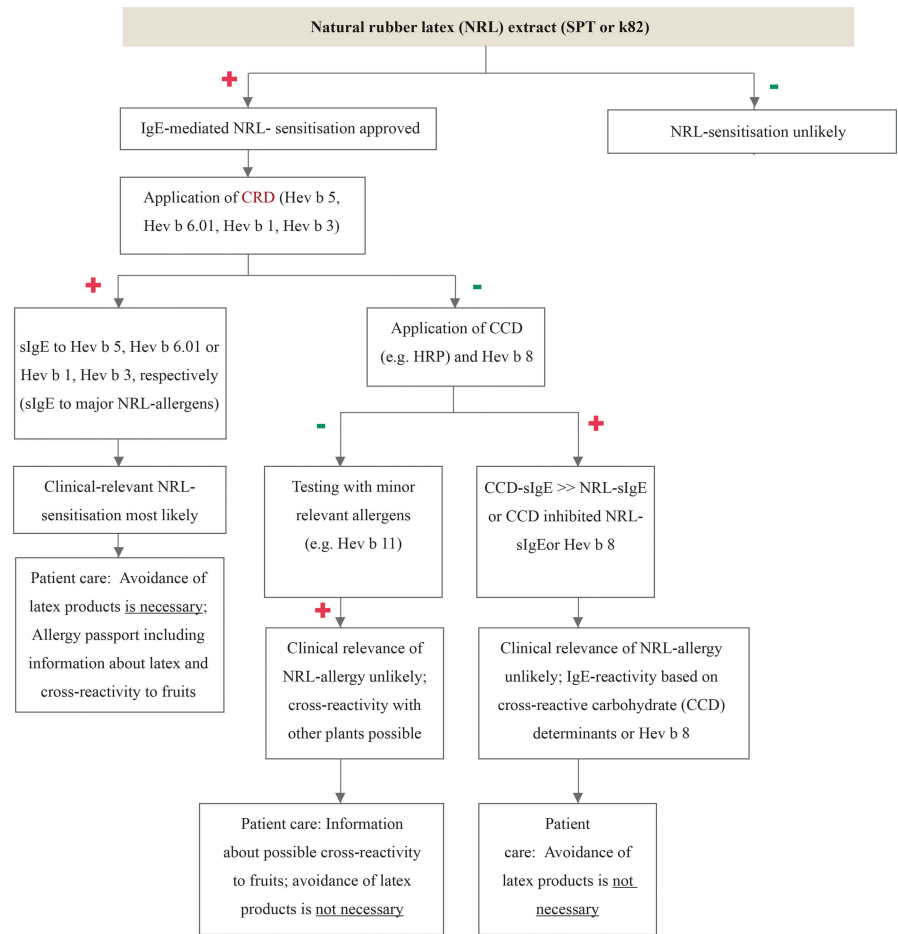 Natural rubber latex (NRL) extract (SPT or k82)
+
-
IgE-mediated NRL- sensitisation approved
NRL-sensitisation unlikely
Application of CRD (Hev b 5,
Hev b 6.01, Hev b 1, Hev b 3)
+
-
sIgE to Hev b 5, Hev b 6.01 or
Hev b 1, Hev b 3, respectively
(sIgE to major NRL-allergens)
Application of CCD
(e.g. HRP) and Hev b 8
-
+
Clinical-relevant NRL-
sensitisation most likely
Testing with minor
relevant allergens
(e.g. Hev b 11)
CCD-sIgE >> NRL-sIgE
or CCD inhibited NRL-
sIgEor Hev b 8
Patient care: Avoidance of
latex products is necessary;
Allergy passport including
information about latex and
cross-reactivity to fruits
+
Clinical relevance of
NRL-allergy unlikely;
cross-reactivity with
other plants possible
Clinical relevance of NRL-allergy
unlikely; IgE-reactivity based on
cross-reactive carbohydrate (CCD)
determinants or Hev b 8
Patient care: Information
about possible cross-reactivity
to fruits; avoidance of latex
products is not necessary
Patient
care: Avoidance of
latex products is not
necessary